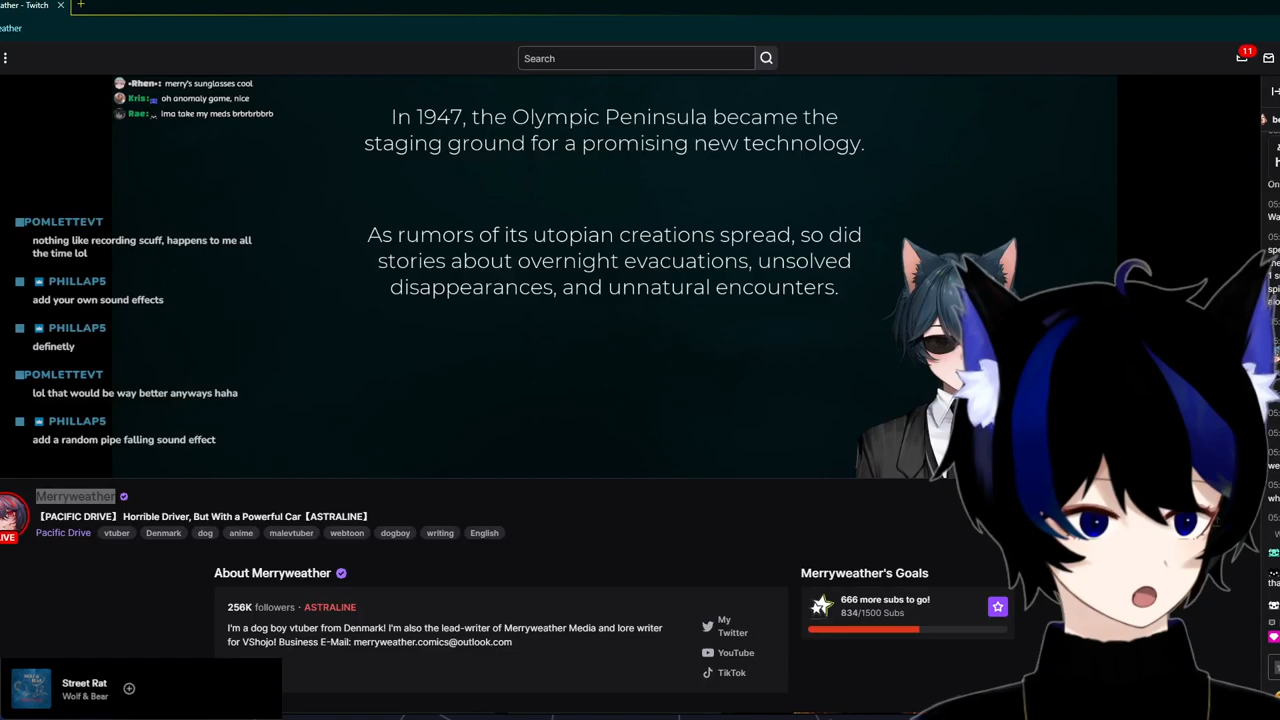 ather - Twitch
eather
Search
11
•Rhen•: merry's sunglasses cool
Kris: oh anomaly game, nice
Rae: Ima take my meds brbrbrbbrb
In 1947, the Olympic Peninsula became the
staging ground for a promising new technology.
As rumors of its utopian creations spread, so did
stories about overnight evacuations, unsolved
disappearances, and unnatural encounters.
POMLETTEVT
nothing like recording scuff, happens to me all
the time lol
PHILLAP5
add your own sound effects
PHILLAP5
definetly
POMLETTEVT
lol that would be way better anyways haha
PHILLAP5
add a random pipe falling sound effect
Merryweather
LIVE
【PACIFIC DRIVE】 Horrible Driver, But With a Powerful Car【ASTRALINE】
Pacific Drive vtuber Denmark dog anime malevtuber webtoon dogboy writing English
About Merryweather
256K followers · ASTRALINE
I'm a dog boy vtuber from Denmark! I'm also the lead-writer of Merryweather Media and lore writer
for VShojo! Business E-Mail: merryweather.comics@outlook.com
My
Twitter
YouTube
TikTok
Merryweather's Goals
666 more subs to go!
834/1500 Subs
Street Rat
Wolf & Bear